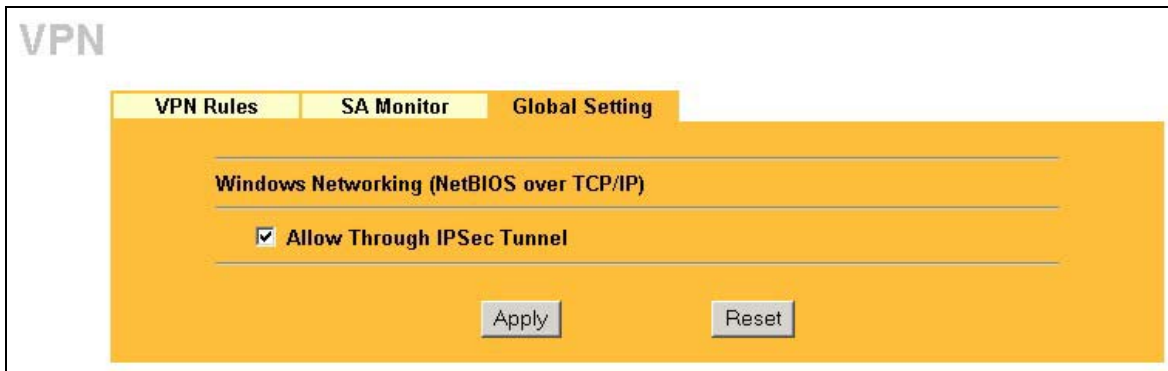 VPN
VPN Rules SA Monitor Global Setting
Windows Networking (NetBIOS over TCP/IP)
Allow Through IPSec Tunnel
Apply Reset